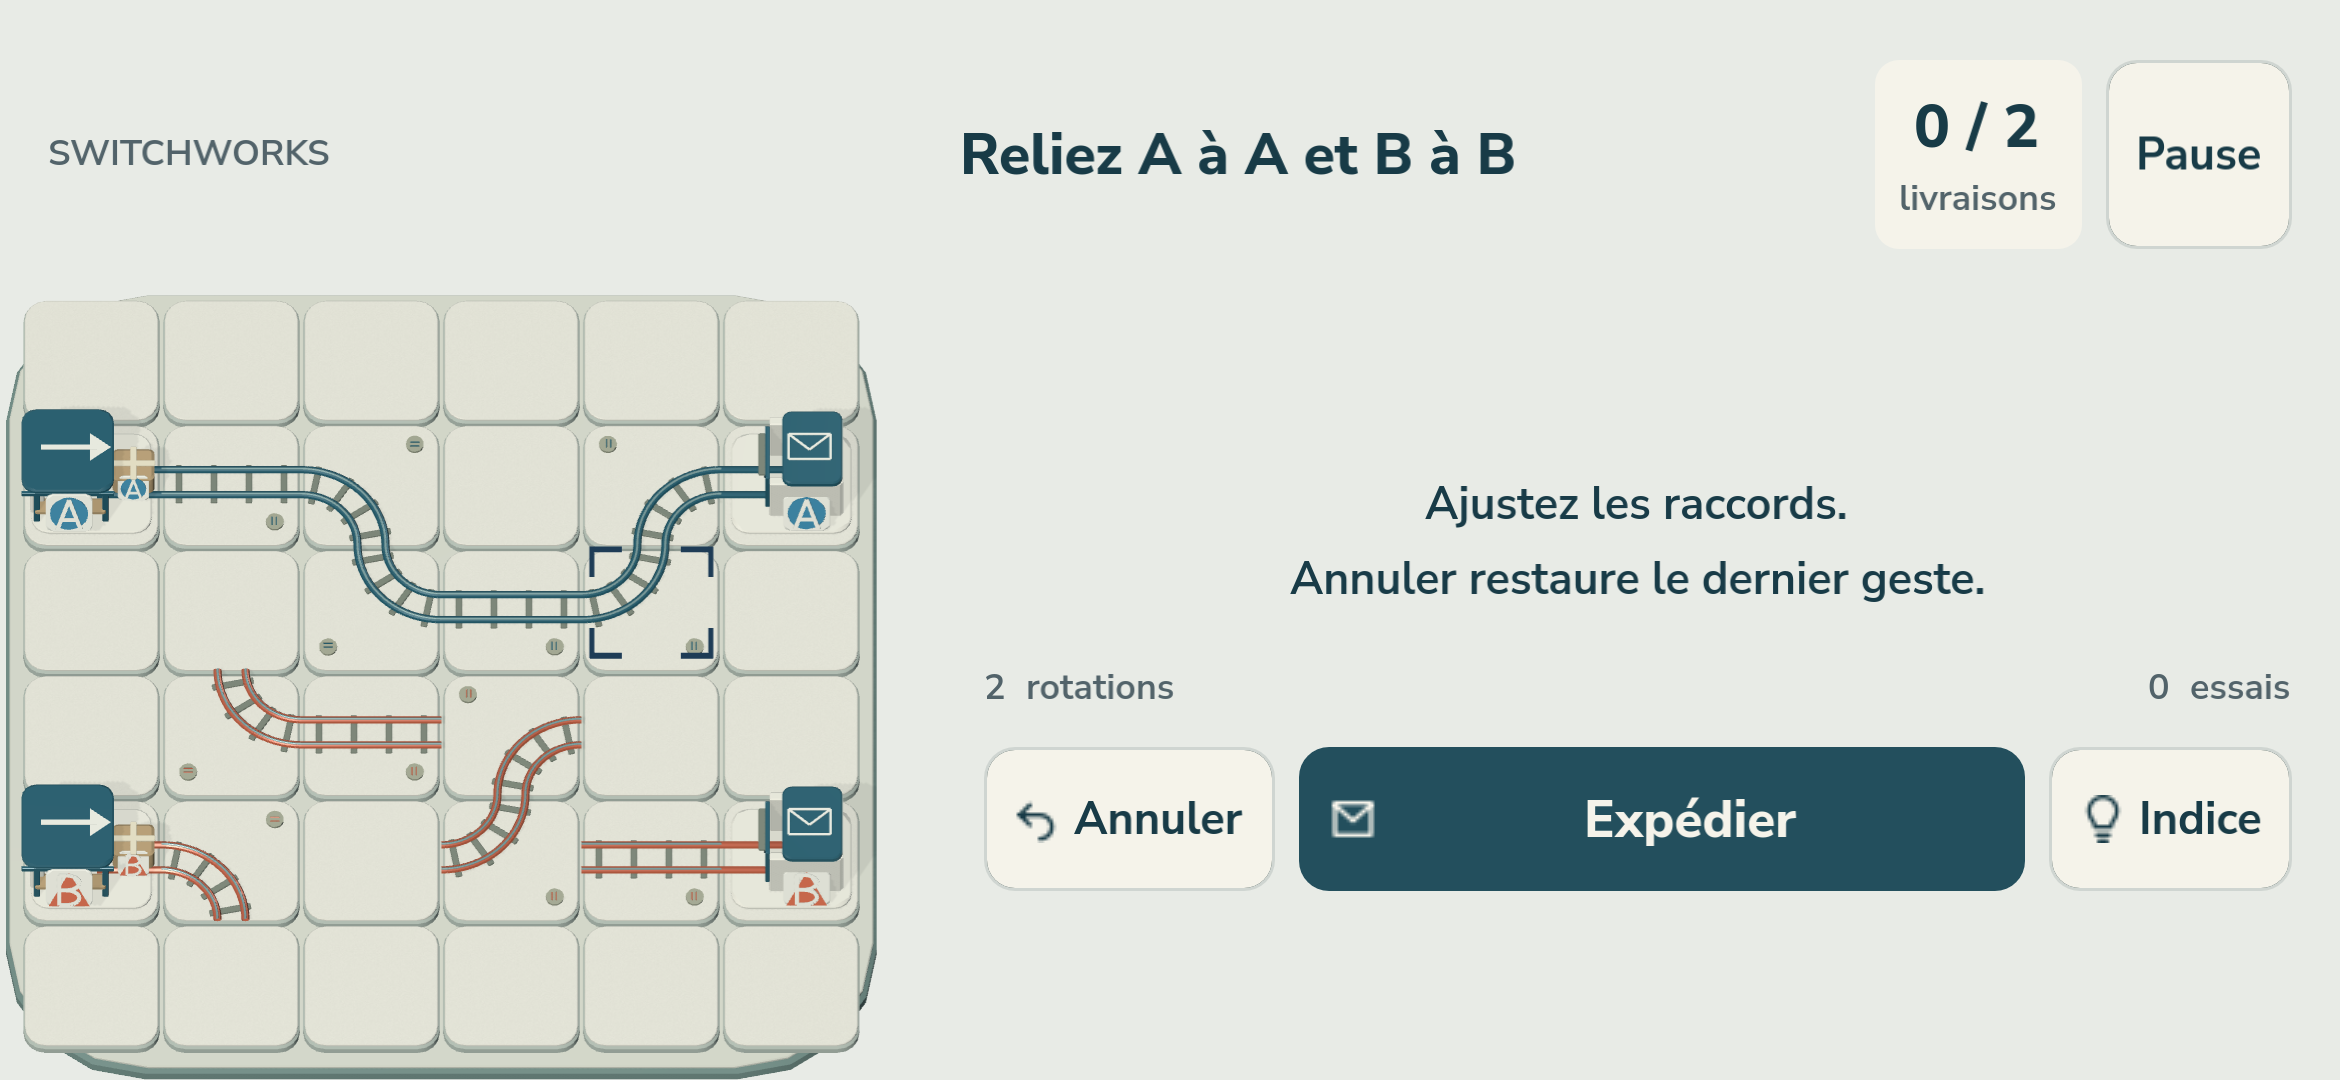 SWITCHWORKS
Reliez A à A et B à B
0 / 2
livraisons
Pause
A
A
A
Ajustez les raccords.
Annuler restaure le dernier geste.
2 rotations
0 essais
Annuler
Expédier
Indice
B
B
B